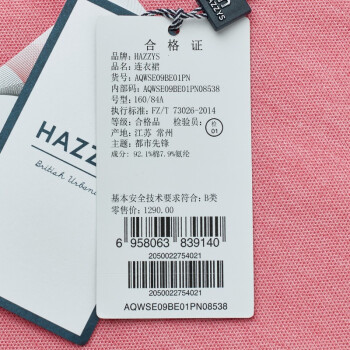 HAZZYS
合格证
品牌: HAZZYS
品名: 连衣裙
货号: AQWSE09BE01PN
内部码: AQWSE09BE01PN08538
号型: 160/84A
执行标准: FZ/T 73026-2014
等级: 合格品 检验员: 检01
产地: 江苏 常州
主题: 都市先锋
成分: 92.1%棉7.9%氨纶
基本安全技术要求符合: B类
零售价: 1290.00
6 958063 839140
2050022754021
2050022754021
AQWSE09BE01PN08538
HAZZYS
British Urban